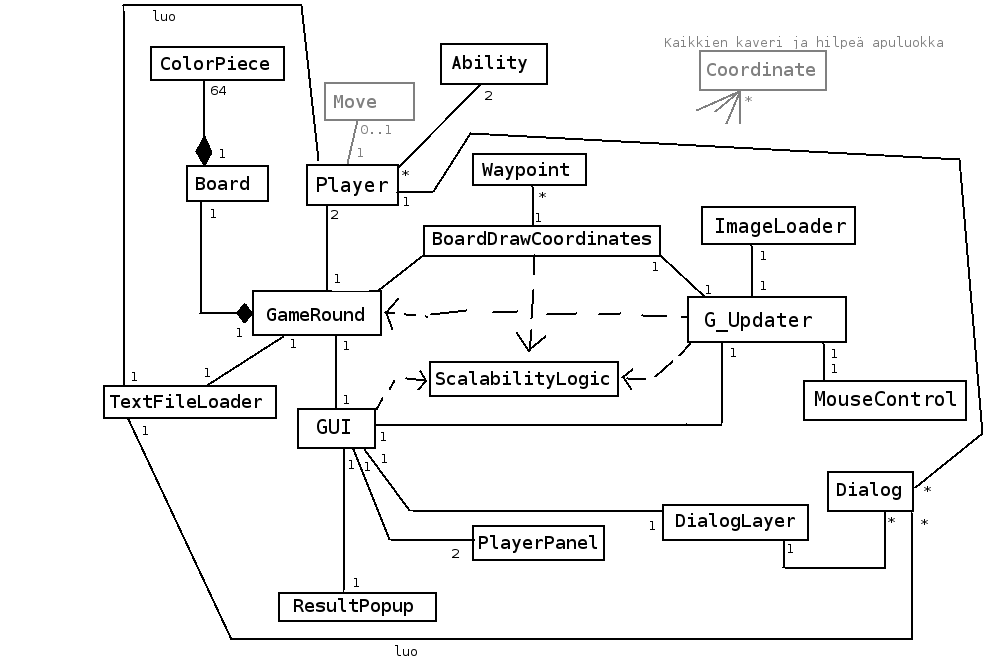 luo
Kaikkien kaveri ja hilpeä apuluokka
ColorPiece
Ability
Coordinate
64
2
*
Move
0..1
1
1
Board
Player
*
1
Waypoint
*
1
2
1
BoardDrawCoordinates
ImageLoader
1
1
1
1
1
GameRound
G_Updater
1
1
1
1
1
1
ScalabilityLogic
1
1
1
TextFileLoader
1
GUI
MouseControl
1
1
1
1
1
Dialog
*
*
*
1
DialogLayer
1
PlayerPanel
2
1
ResultPopup
luo